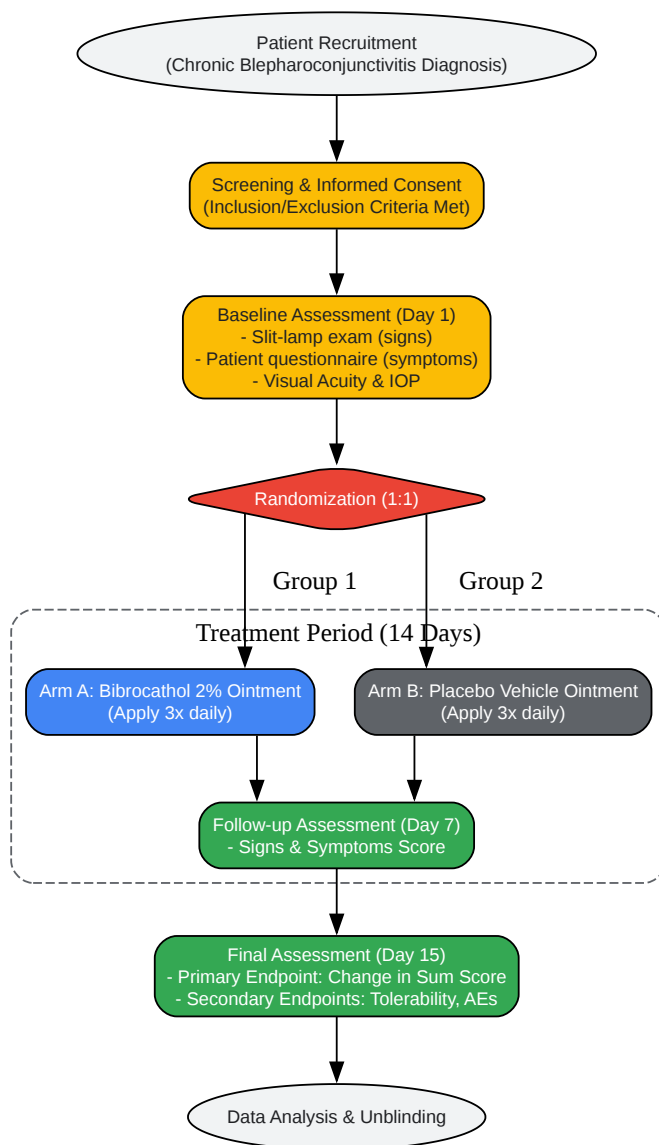 Patient Recruitment
(Chronic Blepharoconjunctivitis Diagnosis)
Screening & Informed Consent
(Inclusion/Exclusion Criteria Met)
Baseline Assessment (Day 1)
- Slit-lamp exam (signs)
- Patient questionnaire (symptoms)
- Visual Acuity & IOP
Randomization (1:1)
Group 1
Group 2
Treatment Period (14 Days)
Arm A: Bibrocathol 2% Ointment
(Apply 3x daily)
Arm B: Placebo Vehicle Ointment
(Apply 3x daily)
Follow-up Assessment (Day 7)
- Signs & Symptoms Score
Final Assessment (Day 15)
- Primary Endpoint: Change in Sum Score
- Secondary Endpoints: Tolerability, AEs
Data Analysis & Unblinding